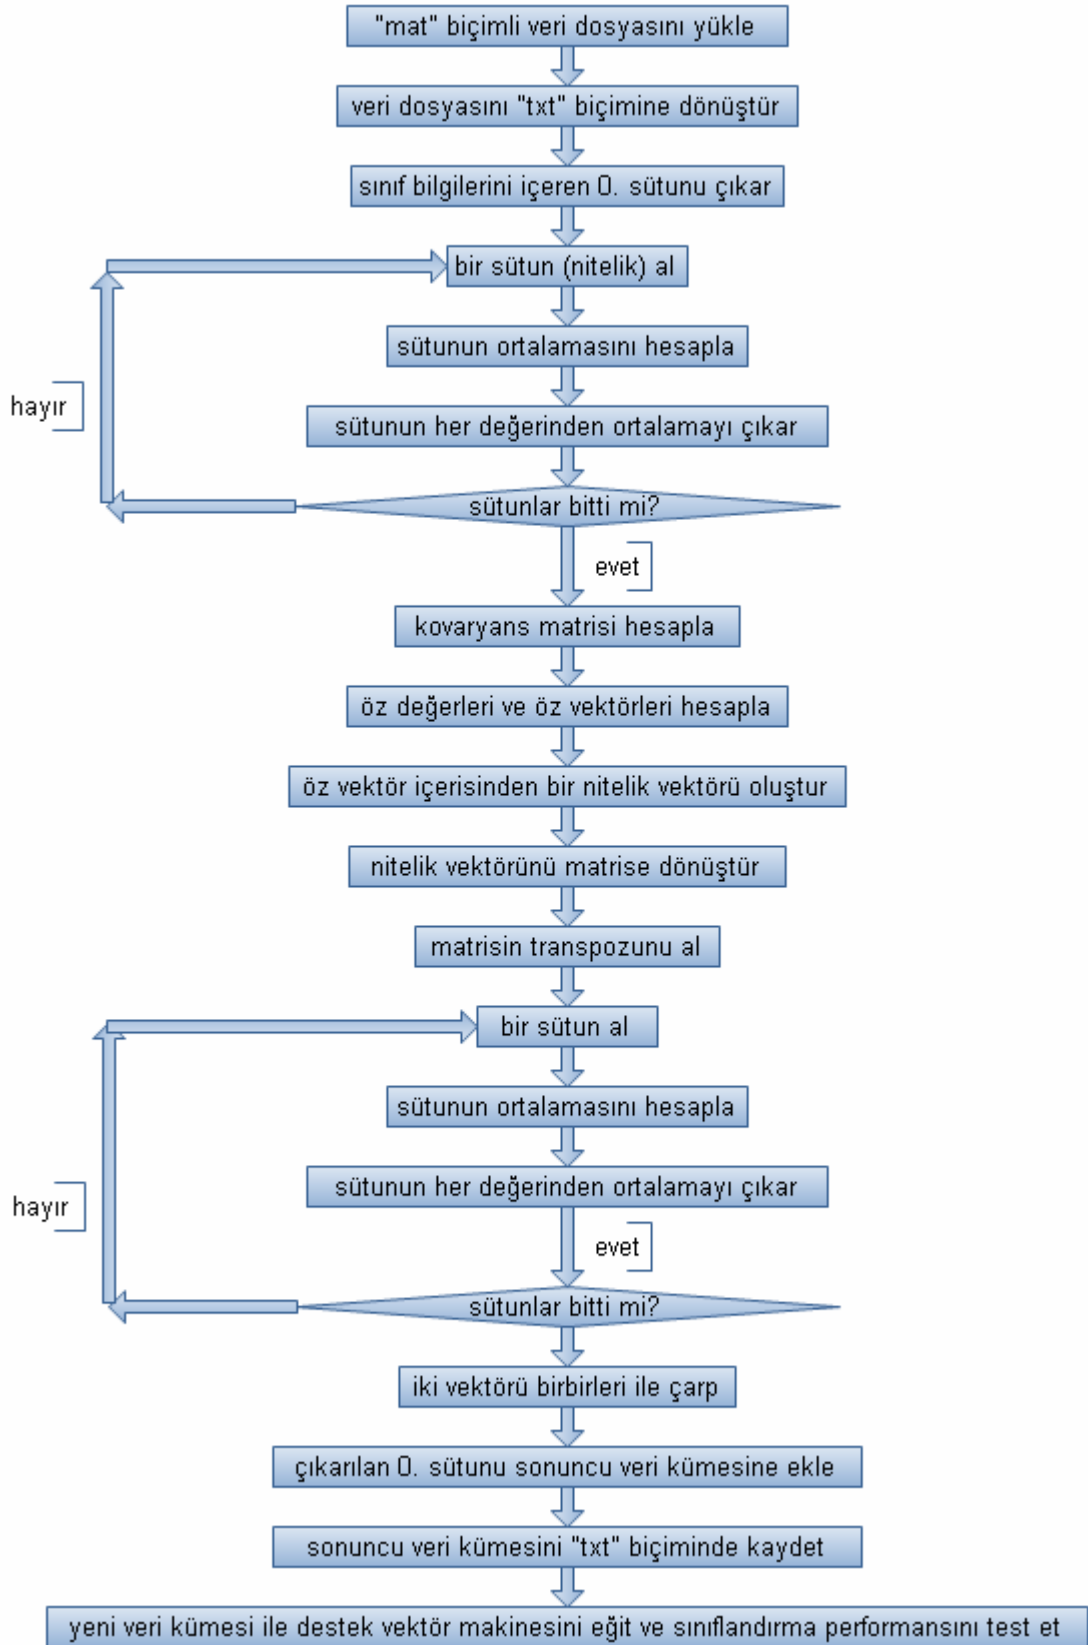 "mat" biçimli veri dosyasını yükle
veri dosyasını "txt" biçimine dönüştür
sınıf bilgilerini içeren 0. sütunu çıkar
bir sütun (nitelik) al
sütunun ortalamasını hesapla
hayır
sütunun her değerinden ortalamayı çıkar
sütunlar bitti mi?
evet
kovaryans matrisi hesapla
öz değerleri ve öz vektörleri hesapla
öz vektör içerisinden bir nitelik vektörü oluştur
nitelik vektörünü matrise dönüştür
matrisin transpozunu al
bir sütun al
sütunun ortalamasını hesapla
sütunun her değerinden ortalamayı çıkar
hayır
evet
sütunlar bitti mi?
iki vektörü birbirleri ile çarp
çıkarılan 0. sütunu sonuncu veri kümesine ekle
sonuncu veri kümesini "txt" biçiminde kaydet
yeni veri kümesi ile destek vektör makinesini eğit ve sınıflandırma performansını test et